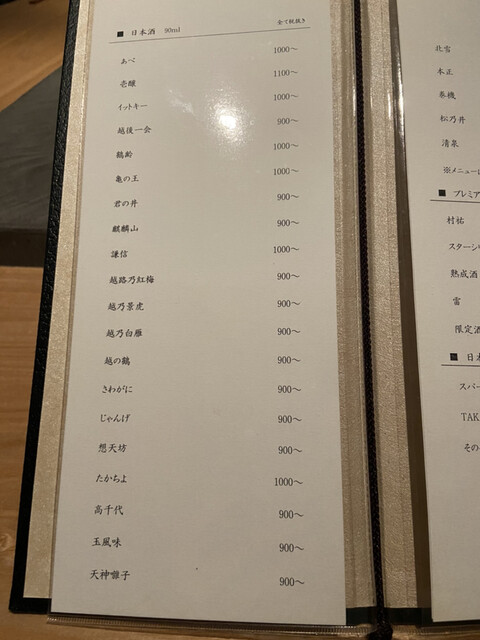 ■ 日本酒 90ml 全て税抜き
あべ 1000～
壱醸 1100～
イットキー 1000～
越後一会 900～
鶴齢 1000～
亀の王 1000～
君の井 900～
麒麟山 900～
謙信 1000～
越路乃紅梅 900～
越乃景虎 900～
越乃白雁 900～
越の鶴 900～
さわがに 900～
じゃんげ 900～
想天坊 900～
たかちよ 1000～
高千代 900～
玉風味 900～
天神囃子 900～
北雪
本正
巻機
松乃井
清泉
※メニュー
■ プレミア
村祐
スターシ
熟成酒
雷
限定酒
■ 日
スパー
TAK
その